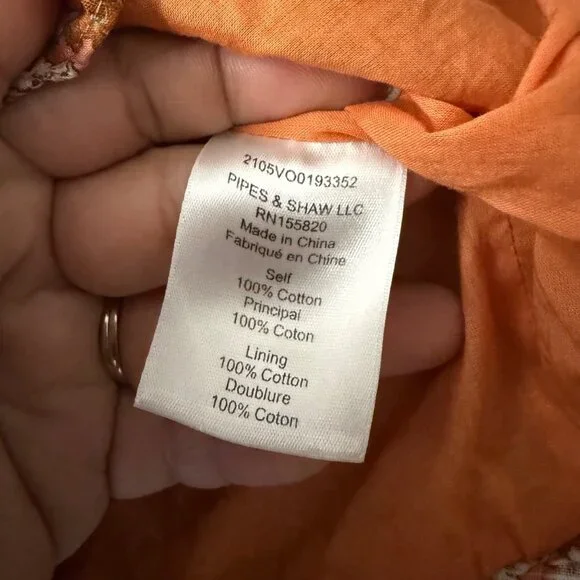 2105VO0193352
PIPES & SHAW LLC
RN155820
Made in China
Fabriqué en Chine
Self
100% Cotton
Principal
100% Coton
Lining
100% Cotton
Doublure
100% Coton